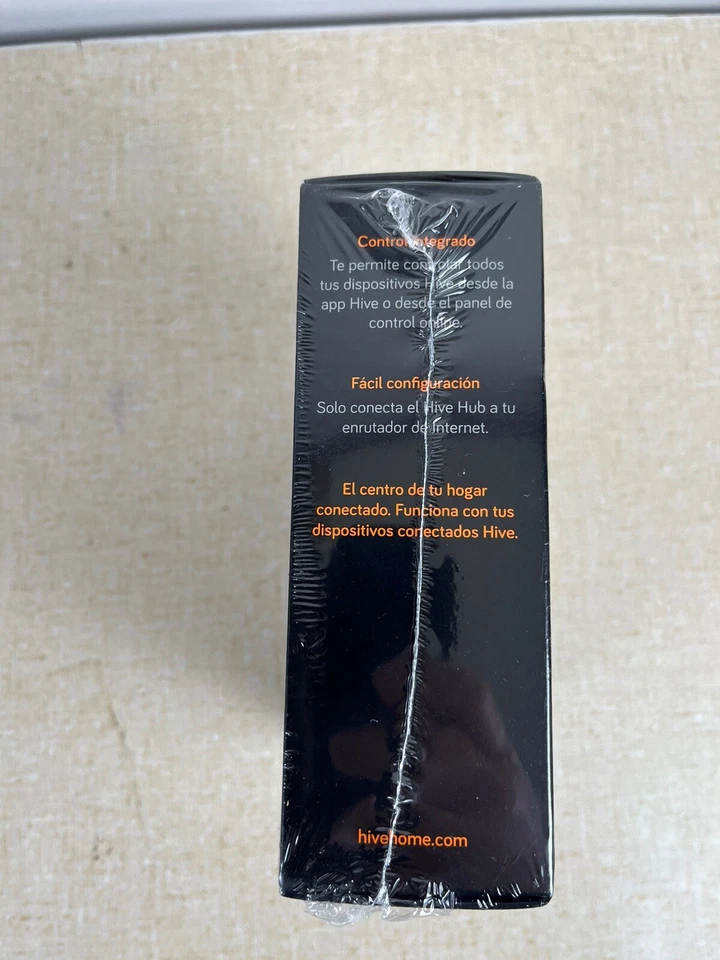 Control integrado
Te permite controlar todos
tus dispositivos Hive desde la
app Hive o desde el panel de
control online.
Fácil configuración
Solo conecta el Hive Hub a tu
enrutador de Internet.
El centro de tu hogar
conectado. Funciona con tus
dispositivos conectados Hive.
hivehome.com